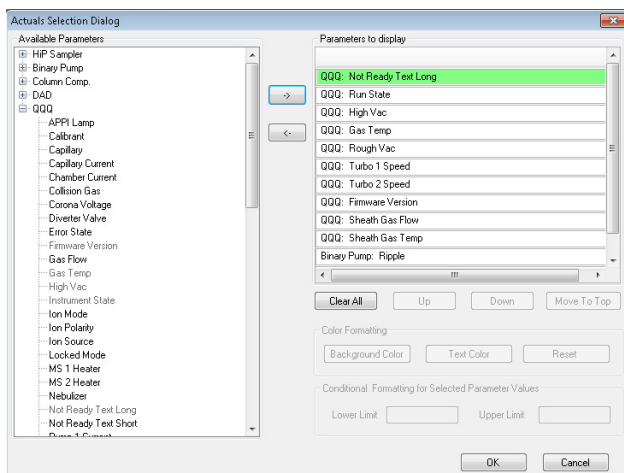 Actuals Selection Dialog
Available Parameters
HiP Sampler
Binary Pump
Column Comp.
DAD
QQQ
APPI Lamp
Calibrant
Capillary
Capillary Current
Chamber Current
Collision Gas
Corona Voltage
Diverter Valve
Error State
Firmware Version
Gas Flow
Gas Temp
High Vac
Instrument State
Ion Mode
Ion Polarity
Ion Source
Locked Mode
MS 1 Heater
MS 2 Heater
Nebulizer
Not Ready Text Long
Not Ready Text Short
Pump 1 Current
->
<-
Parameters to display
QQQ: Not Ready Text Long
QQQ: Run State
QQQ: High Vac
QQQ: Gas Temp
QQQ: Rough Vac
QQQ: Turbo 1 Speed
QQQ: Turbo 2 Speed
QQQ: Firmware Version
QQQ: Sheath Gas Flow
QQQ: Sheath Gas Temp
Binary Pump: Ripple
Clear All Up Down Move To Top
Color Formatting
Background Color Text Color Reset
Conditional Formatting for Selected Parameter Values
Lower Limit Upper Limit
OK Cancel